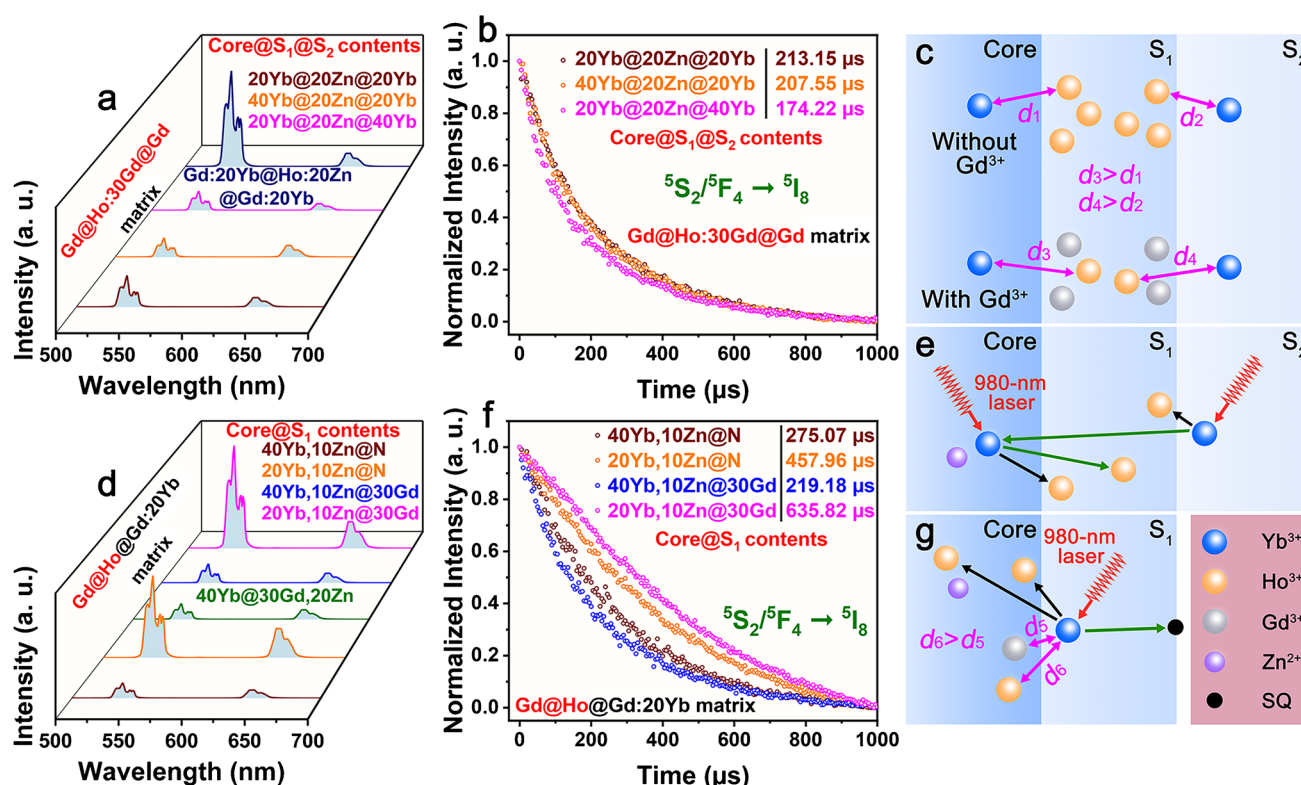 a
Core@S₁@S₂ contents
20Yb@20Zn@20Yb
40Yb@20Zn@20Yb
20Yb@20Zn@40Yb
Gd:20Yb@Ho:20Zn
@Gd:20Yb
Gd@Ho:30Gd@Gd
matrix
Intensity (a. u.)
500 550 600 650 700
Wavelength (nm)
b
20Yb@20Zn@20Yb 213.15 µs
40Yb@20Zn@20Yb 207.55 µs
20Yb@20Zn@40Yb 174.22 µs
Core@S₁@S₂ contents
⁵S₂/⁵F₄ → ⁵I₈
Gd@Ho:30Gd@Gd matrix
Normalized Intensity (a. u.)
1.0
0.8
0.6
0.4
0.2
0.0
0 200 400 600 800 1000
Time (µs)
c
Core S₁ S₂
d₁ d₂
Without
Gd³⁺
d₃>d₁
d₄>d₂
d₃ d₄
With Gd³⁺
d
Core@S₁ contents
40Yb,10Zn@N
20Yb,10Zn@N
40Yb,10Zn@30Gd
20Yb,10Zn@30Gd
40Yb@30Gd,20Zn
Gd@Ho@Gd:20Yb
matrix
Intensity (a. u.)
500 550 600 650 700
Wavelength (nm)
e
Core S₁ S₂
980-nm
laser
f
40Yb,10Zn@N 275.07 µs
20Yb,10Zn@N 457.96 µs
40Yb,10Zn@30Gd 219.18 µs
20Yb,10Zn@30Gd 635.82 µs
Core@S₁ contents
⁵S₂/⁵F₄ → ⁵I₈
Gd@Ho@Gd:20Yb matrix
Normalized Intensity (a. u.)
1.0
0.8
0.6
0.4
0.2
0.0
0 200 400 600 800 1000
Time (µs)
g
Core S₁
980-nm
laser
d₆>d₅
d₅
d₆
Yb³⁺
Ho³⁺
Gd³⁺
Zn²⁺
SQ